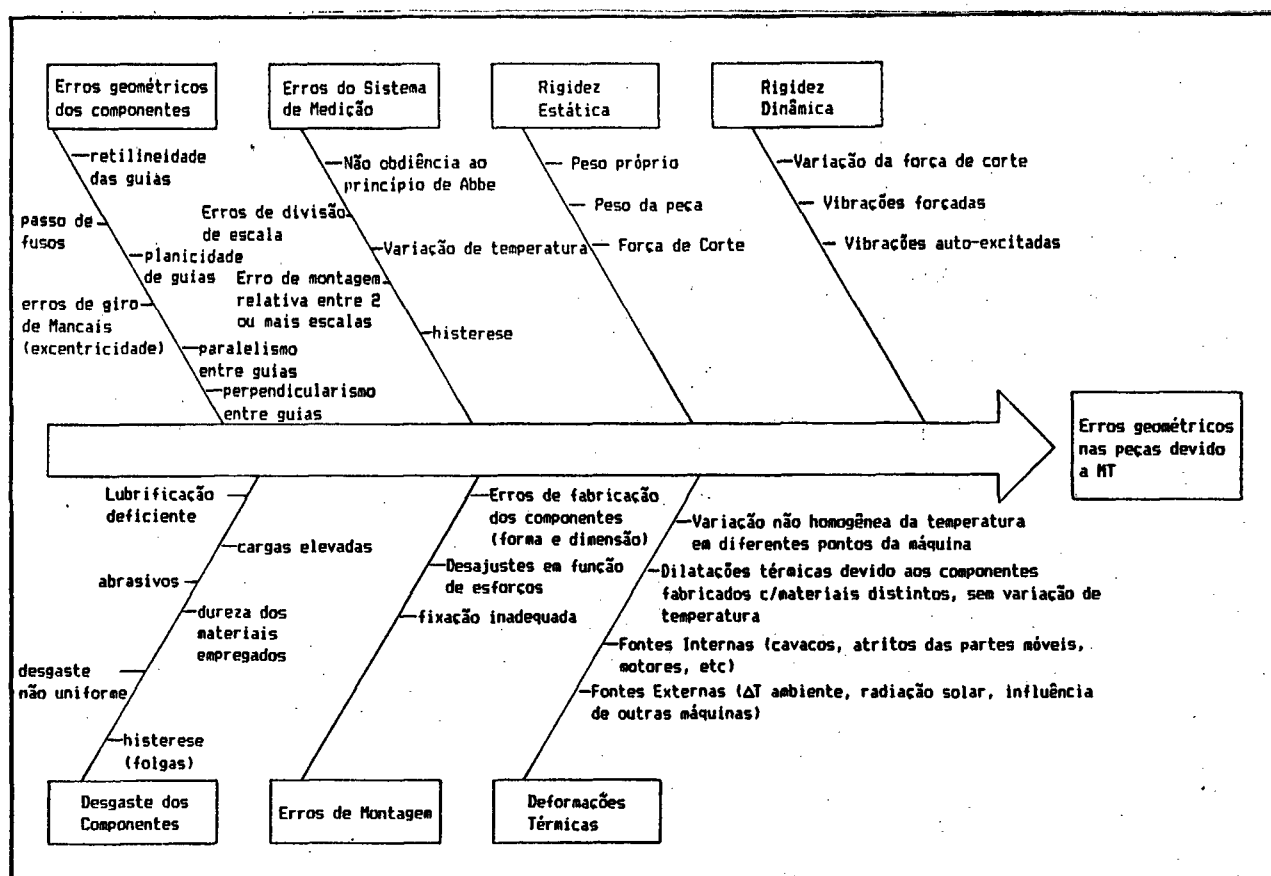 Erros geométricos
dos componentes
Erros do Sistema
de Medição
Rigidez
Estática
Rigidez
Dinâmica
retilineidade
das guias
passo de
fusos
planicidade
de guias
erros de giro
de Mancais
(excentricidade)
paralelismo
entre guias
perpendicularismo
entre guias
Não obdiência ao
princípio de Abbe
Erros de divisão
de escala
Variação de temperatura
Erro de montagem
relativa entre 2
ou mais escalas
histerese
Peso próprio
Peso da peça
Força de Corte
Variação da força de corte
Vibrações forçadas
Vibrações auto-excitadas
Erros geométricos
nas peças devido
a MT
Lubrificação
deficiente
cargas elevadas
abrasivos
dureza dos
materiais
empregados
desgaste
não uniforme
histerese
(folgas)
Erros de fabricação
dos componentes
(forma e dimensão)
Desajustes em função
de esforços
fixação inadequada
Variação não homogênea da temperatura
em diferentes pontos da máquina
Dilatações térmicas devido aos componentes
fabricados c/materiais distintos, sem variação de
temperatura
Fontes Internas (cavacos, atritos das partes móveis,
motores, etc)
Fontes Externas (ΔT ambiente, radiação solar, influência
de outras máquinas)
Desgaste dos
Componentes
Erros de Montagem
Deformações
Térmicas